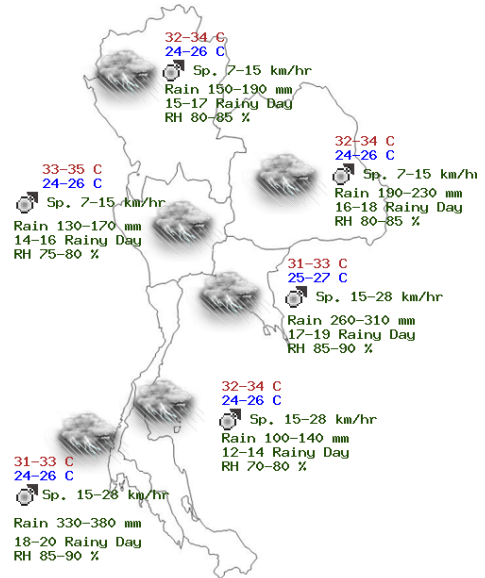 32-34 C
24-26 C
Sp. 7-15 km/hr
Rain 150-190 mm
15-17 Rainy Day
RH 80-85 %
32-34 C
24-26 C
Sp. 7-15 km/hr
Rain 190-230 mm
16-18 Rainy Day
RH 80-85 %
33-35 C
24-26 C
Sp. 7-15 km/hr
Rain 130-170 mm
14-16 Rainy Day
RH 75-80 %
31-33 C
25-27 C
Sp. 15-28 km/hr
Rain 260-310 mm
17-19 Rainy Day
RH 85-90 %
32-34 C
24-26 C
Sp. 15-28 km/hr
Rain 100-140 mm
12-14 Rainy Day
RH 70-80 %
31-33 C
24-26 C
Sp. 15-28 km/hr
Rain 330-380 mm
18-20 Rainy Day
RH 85-90 %